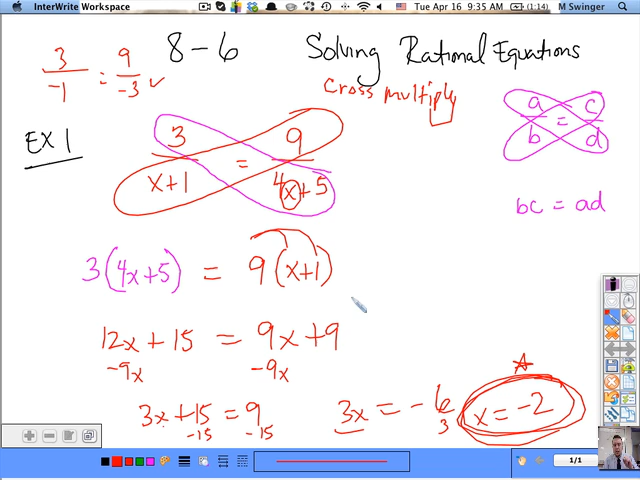 InterWrite Workspace (1:14) Tue Apr 16 9:35 AM M Swinger
8-6 Solving Rational Equations
3/-1 = 9/-3 ✓
cross multiply
EX 1
3/(x+1) = 9/(4x+5)
a/b = c/d
bc = ad
3(4x+5) = 9(x+1)
12x+15 = 9x+9
-9x -9x
3x+15 = 9 3x = -6 x = -2
-15 -15 3
1/1